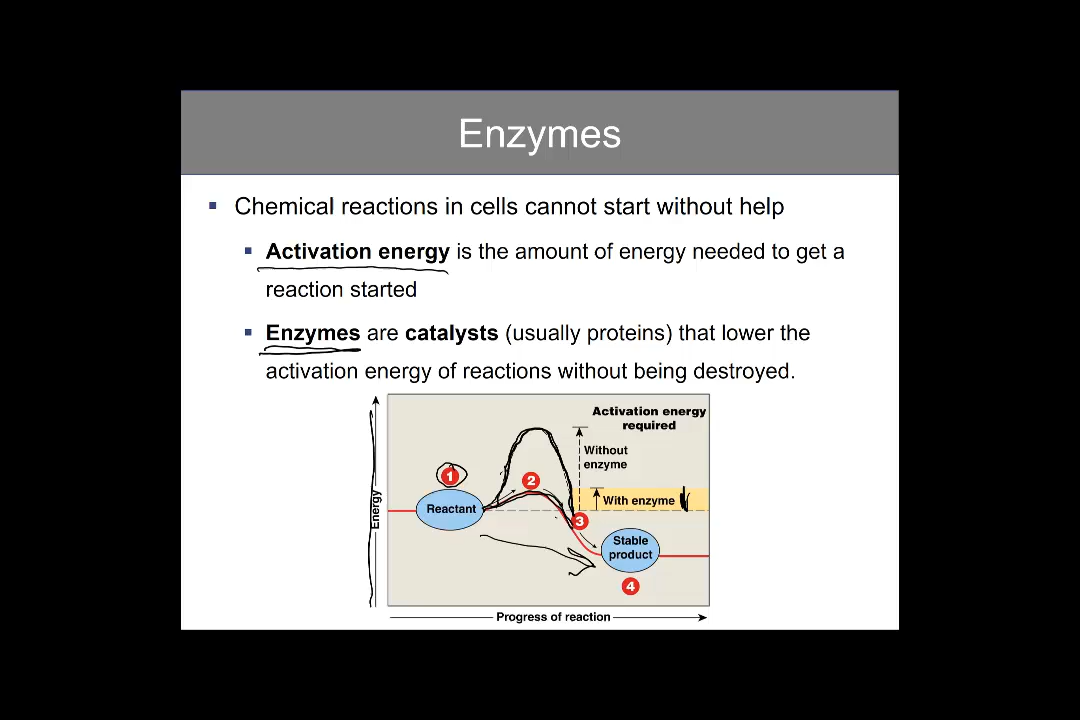 Enzymes
Chemical reactions in cells cannot start without help
Activation energy is the amount of energy needed to get a
reaction started
Enzymes are catalysts (usually proteins) that lower the
activation energy of reactions without being destroyed.
Activation energy
required
Without
enzyme
1
2
With enzyme
Reactant
Energy
3
Stable
product
4
Progress of reaction